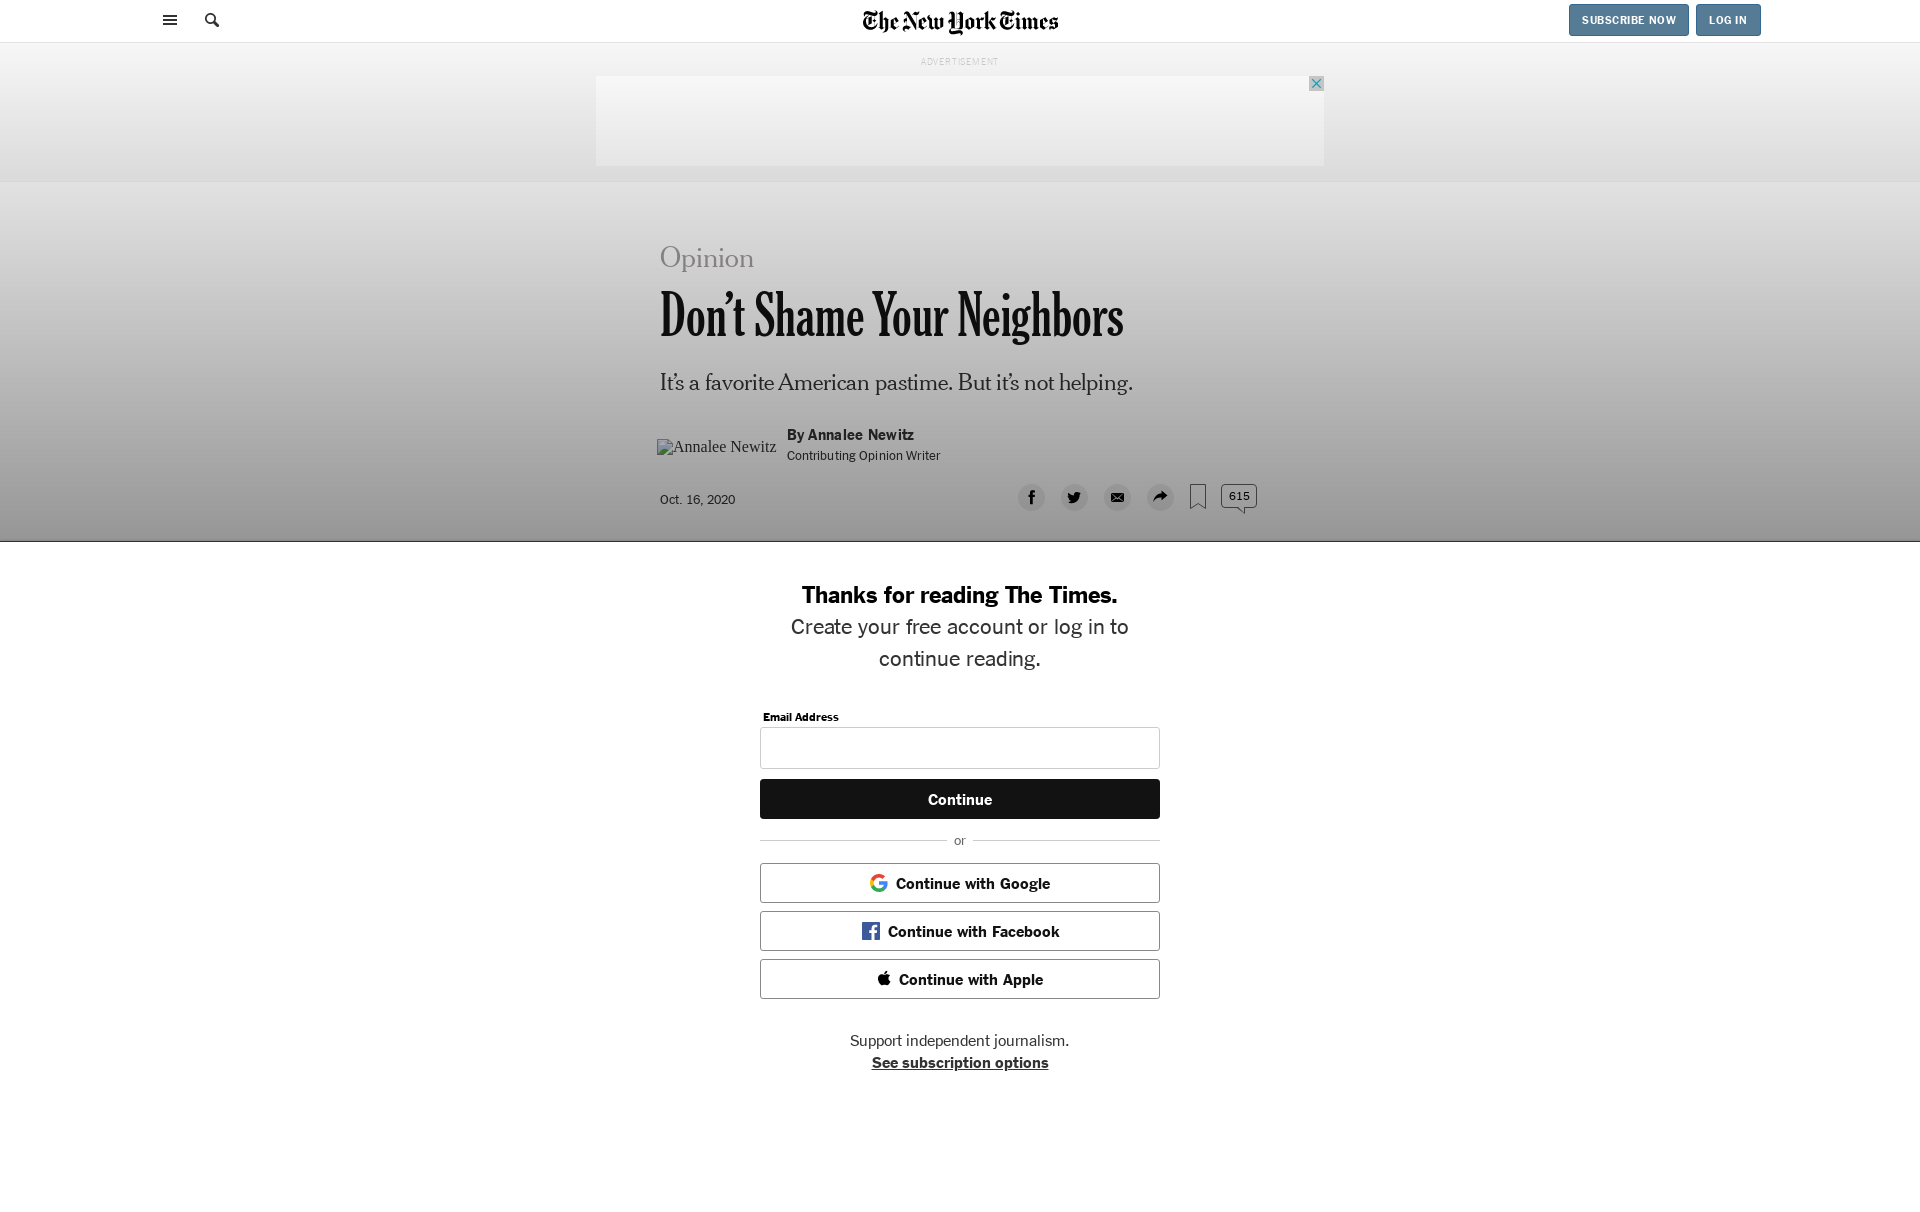 The New York Times
SUBSCRIBE NOW
LOG IN
ADVERTISEMENT
Opinion
Don’t Shame Your Neighbors
It’s a favorite American pastime. But it’s not helping.
Annalee Newitz
By Annalee Newitz
Contributing Opinion Writer
Oct. 16, 2020
615
Thanks for reading The Times.
Create your free account or log in to
continue reading.
Email Address
Continue
or
Continue with Google
Continue with Facebook
Continue with Apple
Support independent journalism.
See subscription options